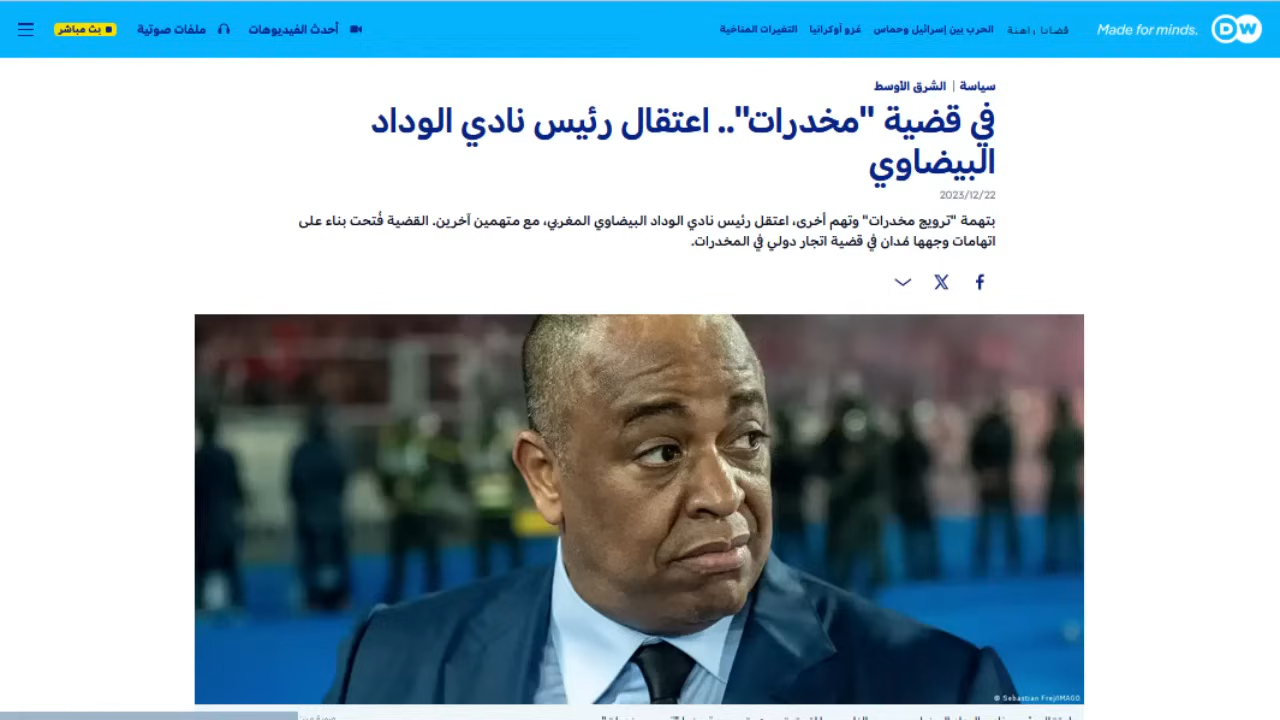 DW Made for minds.
قضايا راهنة
الحرب بين إسرائيل وحماس
غزو أوكرانيا
التغيرات المناخية
أحدث الفيديوهات
ملفات صوتية
بث مباشر
سياسة | الشرق الأوسط
في قضية "مخدرات".. اعتقال رئيس نادي الوداد
البيضاوي
2023/12/22
بتهمة "ترويج مخدرات" وتهم أخرى، اعتقل رئيس نادي الوداد البيضاوي المغربي، مع متهمين آخرين. القضية فُتحت بناء على
اتهامات وجهها مُدان في قضية اتجار دولي في المخدرات.
© Sebastian Frej/IMAGO